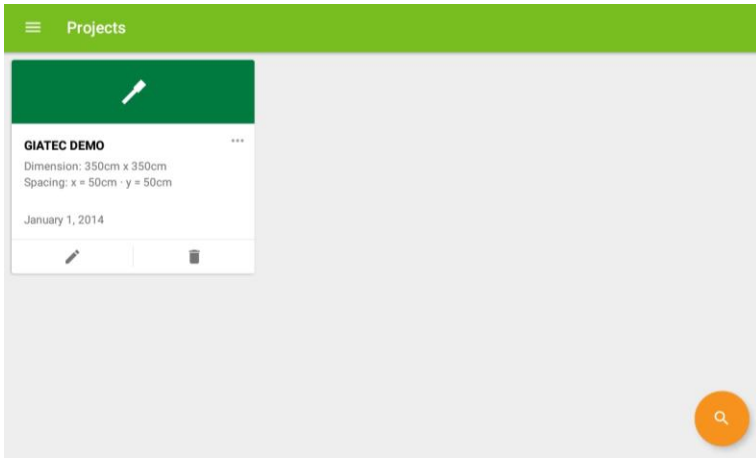 Projects
GIATEC DEMO
Dimension: 350cm x 350cm
Spacing: x = 50cm · y = 50cm
January 1, 2014